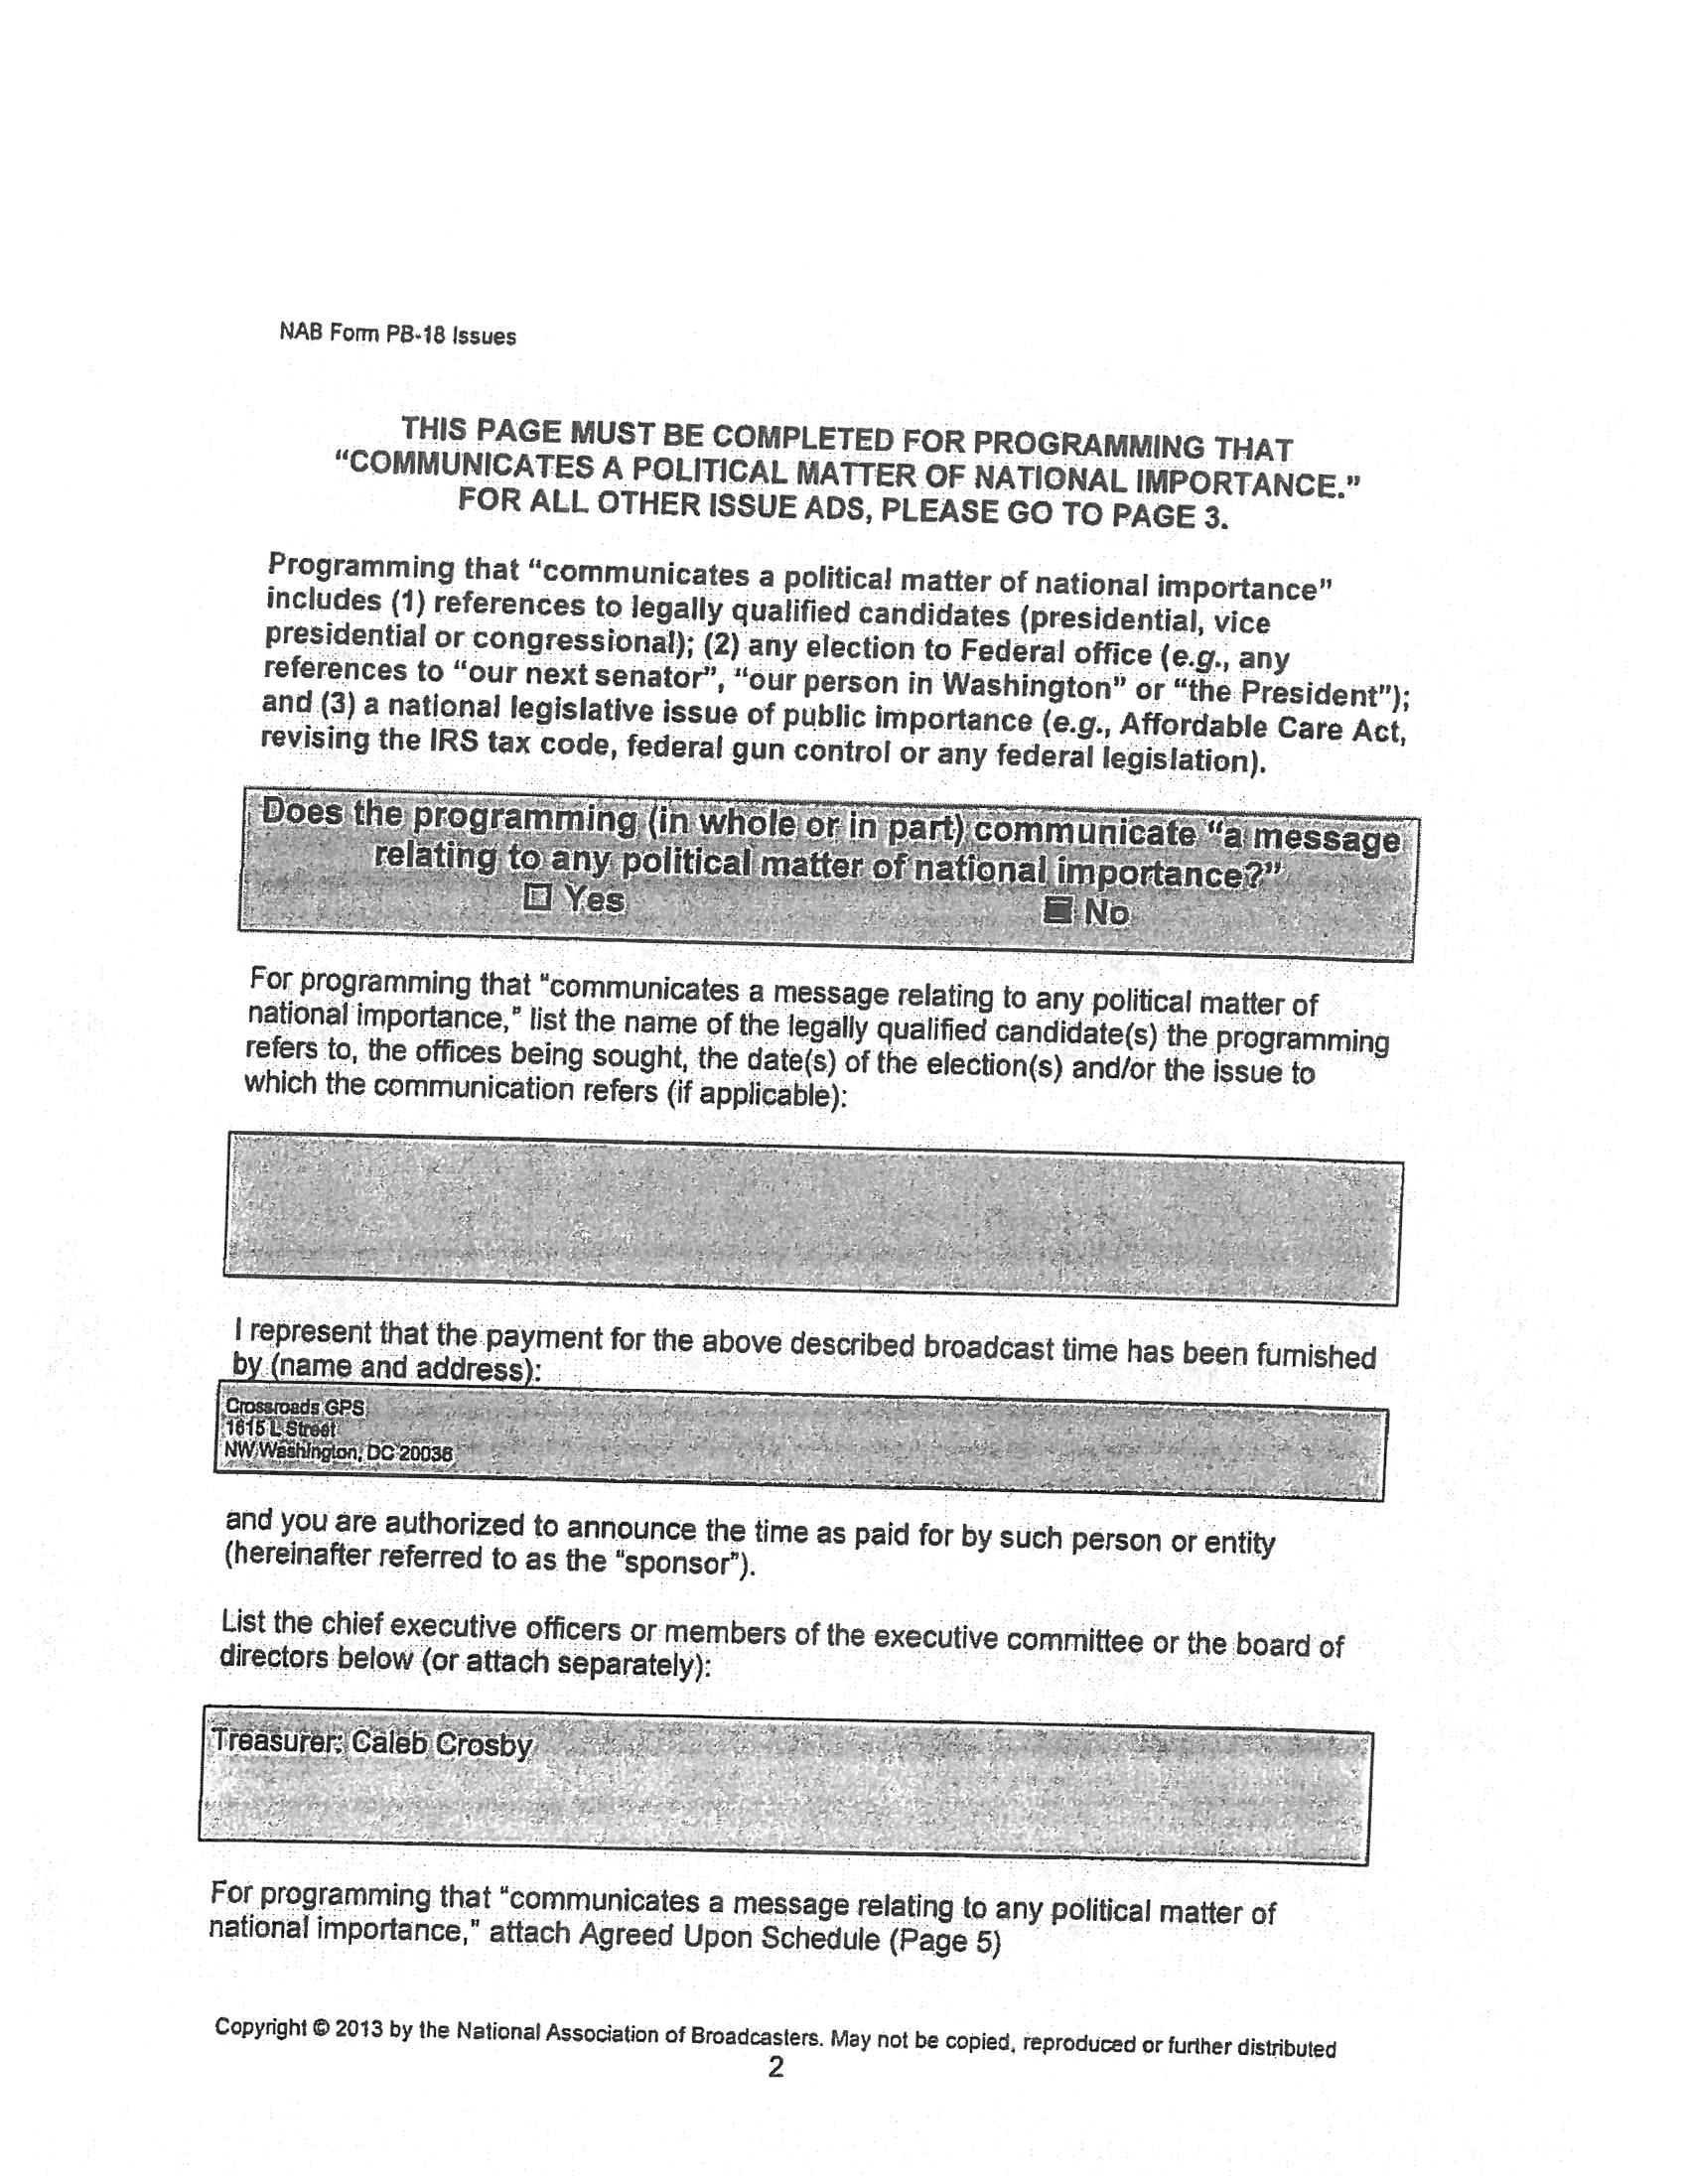 NAB Form PB-18 Issues
THIS PAGE MUST BE COMPLETED FOR PROGRAMMING THAT
“COMMUNICATES A POLITICAL MATTER OF NATIONAL IMPORTANCE.”
FOR ALL OTHER ISSUE ADS, PLEASE GO TO PAGE 3.
Programming that “communicates a political matter of national importance”
includes (1) references to legally qualified candidates (presidential, vice
presidential or congressional); (2) any election to Federal office (e.g., any
references to “our next senator”, “our person in Washington” or “the President”);
and (3) a national legislative issue of public importance (e.g., Affordable Care Act,
revising the IRS tax code, federal gun control or any federal legislation).
Does the programming (in whole or in part) communicate “a message
relating to any political matter of national importance?”
☐ Yes ■ No
For programming that "communicates a message relating to any political matter of
national importance," list the name of the legally qualified candidate(s) the programming
refers to, the offices being sought, the date(s) of the election(s) and/or the issue to
which the communication refers (if applicable):
I represent that the payment for the above described broadcast time has been furnished
by (name and address):
Crossroads GPS
1615 L Street
NW Washington, DC 20036
and you are authorized to announce the time as paid for by such person or entity
(hereinafter referred to as the "sponsor").
List the chief executive officers or members of the executive committee or the board of
directors below (or attach separately):
Treasurer: Caleb Crosby
For programming that "communicates a message relating to any political matter of
national importance," attach Agreed Upon Schedule (Page 5)
Copyright © 2013 by the National Association of Broadcasters. May not be copied, reproduced or further distributed
2